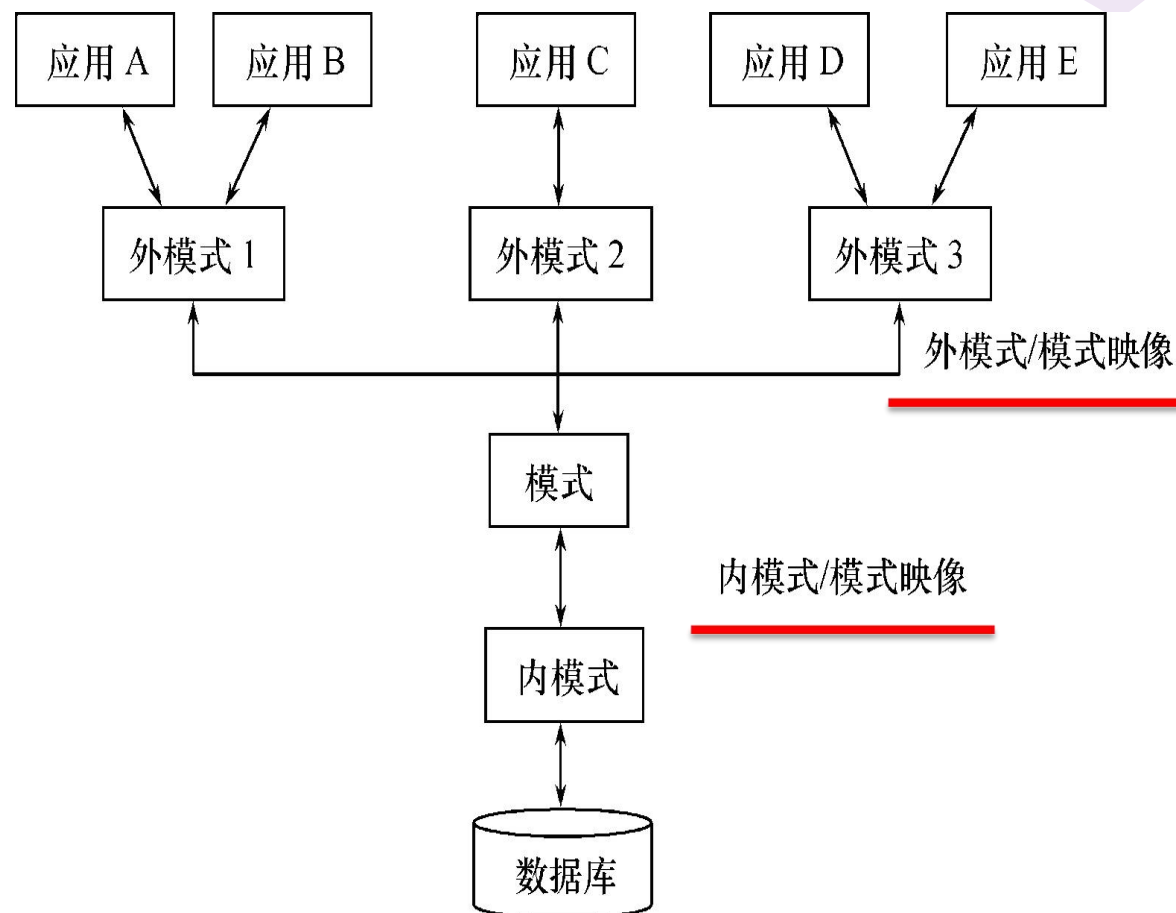 应用 A
应用 B
应用 C
应用 D
应用 E
外模式 1
外模式 2
外模式 3
外模式/模式映像
模式
内模式/模式映像
内模式
数据库